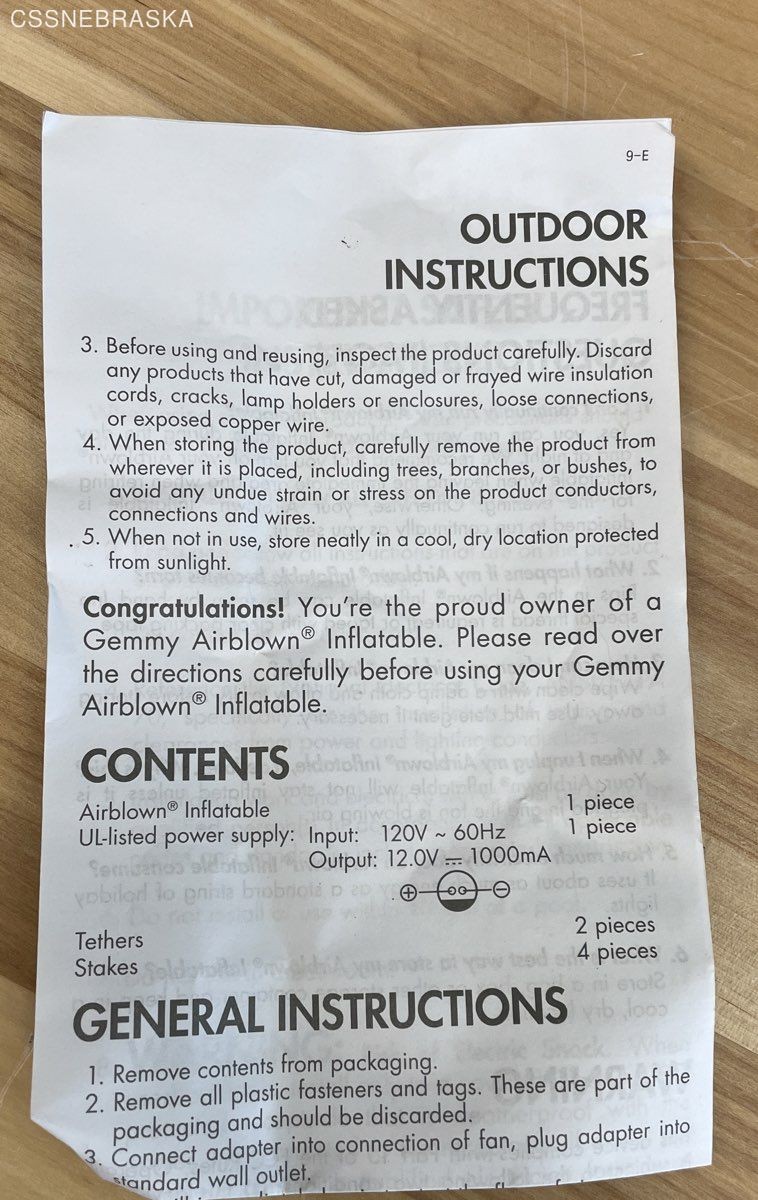 CSSNEBRASKA
9-E
OUTDOOR
INSTRUCTIONS
3. Before using and reusing, inspect the product carefully. Discard
any products that have cut, damaged or frayed wire insulation
cords, cracks, lamp holders or enclosures, loose connections,
or exposed copper wire.
4. When storing the product, carefully remove the product from
wherever it is placed, including trees, branches, or bushes, to
avoid any undue strain or stress on the product conductors,
connections and wires.
5. When not in use, store neatly in a cool, dry location protected
from sunlight.
Congratulations! You're the proud owner of a
Gemmy Airblown® Inflatable. Please read over
the directions carefully before using your Gemmy
Airblown® Inflatable.
CONTENTS
Airblown® Inflatable 1 piece
UL-listed power supply: Input: 120V ~ 60Hz 1 piece
Output: 12.0V ⎓ 1000mA
Tethers 2 pieces
Stakes 4 pieces
GENERAL INSTRUCTIONS
1. Remove contents from packaging.
2. Remove all plastic fasteners and tags. These are part of the
packaging and should be discarded.
3. Connect adapter into connection of fan, plug adapter into
standard wall outlet.